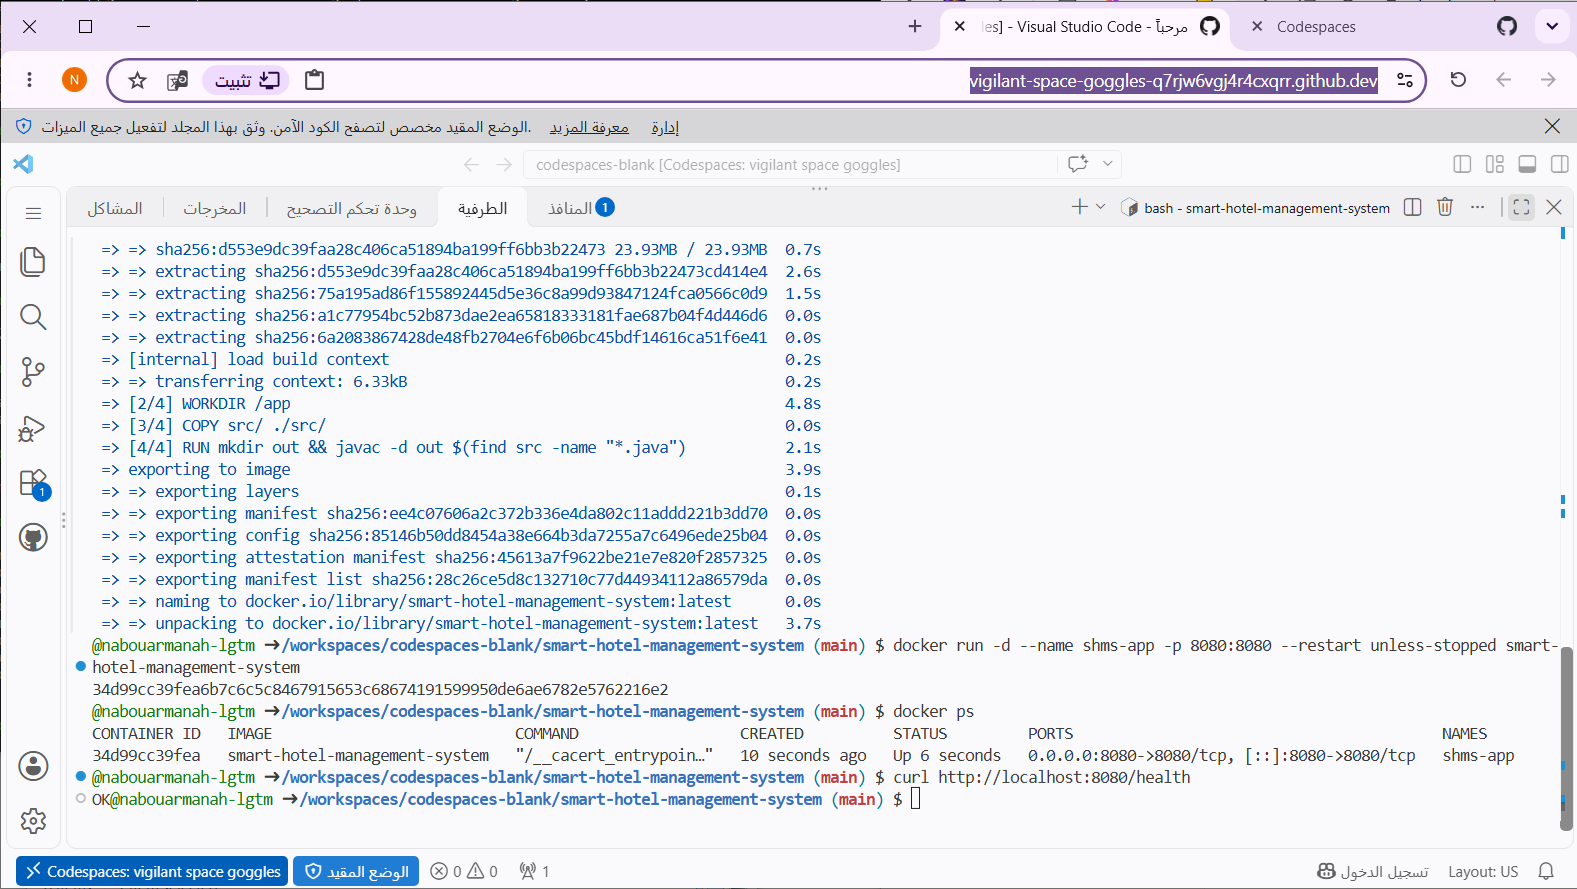 [les] - Visual Studio Code - مرحباً
Codespaces
N
تثبيت
vigilant-space-goggles-q7rjw6vgj4r4cxqrr.github.dev
الوضع المقيد مخصص لتصفح الكود الآمن. وثق بهذا المجلد لتفعيل جميع الميزات.
معرفة المزيد
إدارة
codespaces-blank [Codespaces: vigilant space goggles]
المشاكل
المخرجات
وحدة تحكم التصحيح
الطرفية
المنافذ 1
bash - smart-hotel-management-system
=> => sha256:d553e9dc39faa28c406ca51894ba199ff6bb3b22473 23.93MB / 23.93MB 0.7s
=> => extracting sha256:d553e9dc39faa28c406ca51894ba199ff6bb3b22473cd414e4 2.6s
=> => extracting sha256:75a195ad86f155892445d5e36c8a99d93847124fca0566c0d9 1.5s
=> => extracting sha256:a1c77954bc52b873dae2ea65818333181fae687b04f4d446d6 0.0s
=> => extracting sha256:6a2083867428de48fb2704e6f6b06bc45bdf14616ca51f6e41 0.0s
=> [internal] load build context 0.2s
=> => transferring context: 6.33kB 0.2s
=> [2/4] WORKDIR /app 4.8s
=> [3/4] COPY src/ ./src/ 0.0s
=> [4/4] RUN mkdir out && javac -d out $(find src -name "*.java") 2.1s
=> exporting to image 3.9s
=> => exporting layers 0.1s
=> => exporting manifest sha256:ee4c07606a2c372b336e4da802c11addd221b3dd70 0.0s
=> => exporting config sha256:85146b50dd8454a38e664b3da7255a7c6496ede25b04 0.0s
=> => exporting attestation manifest sha256:45613a7f9622be21e7e820f2857325 0.0s
=> => exporting manifest list sha256:28c26ce5d8c132710c77d44934112a86579da 0.0s
=> => naming to docker.io/library/smart-hotel-management-system:latest 0.0s
=> => unpacking to docker.io/library/smart-hotel-management-system:latest 3.7s
@nabouarmanah-lgtm ➜/workspaces/codespaces-blank/smart-hotel-management-system (main) $ docker run -d --name shms-app -p 8080:8080 --restart unless-stopped smart-
hotel-management-system
34d99cc39fea6b7c6c5c8467915653c68674191599950de6ae6782e5762216e2
@nabouarmanah-lgtm ➜/workspaces/codespaces-blank/smart-hotel-management-system (main) $ docker ps
CONTAINER ID IMAGE COMMAND CREATED STATUS PORTS NAMES
34d99cc39fea smart-hotel-management-system "/__cacert_entrypoin…" 10 seconds ago Up 6 seconds 0.0.0.0:8080->8080/tcp, [::]:8080->8080/tcp shms-app
@nabouarmanah-lgtm ➜/workspaces/codespaces-blank/smart-hotel-management-system (main) $ curl http://localhost:8080/health
OK@nabouarmanah-lgtm ➜/workspaces/codespaces-blank/smart-hotel-management-system (main) $
1
Codespaces: vigilant space goggles
الوضع المقيد
0 0
1
تسجيل الدخول
Layout: US